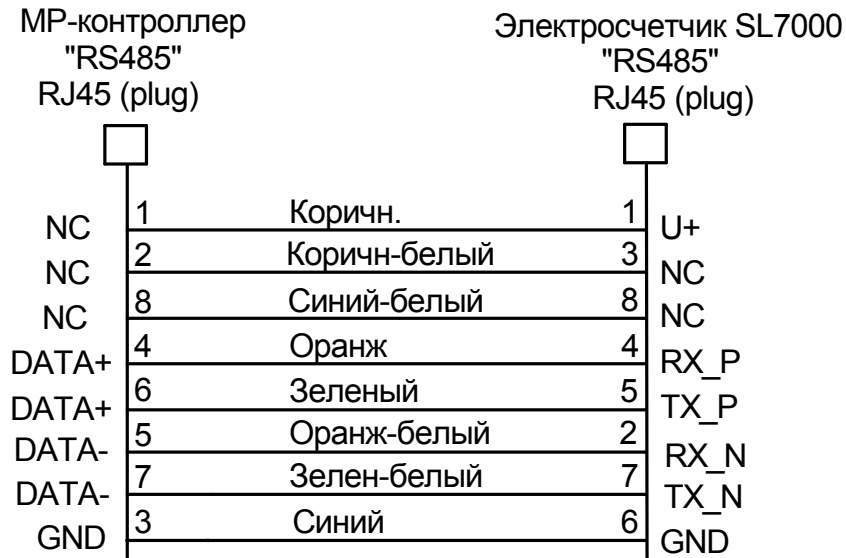 МР-контроллер
"RS485"
RJ45 (plug)
Электросчетчик SL7000
"RS485"
RJ45 (plug)
NC 1 Коричн. 1 U+
NC 2 Коричн-белый 3 NC
NC 8 Синий-белый 8 NC
DATA+ 4 Оранж 4 RX_P
DATA+ 6 Зеленый 5 TX_P
DATA- 5 Оранж-белый 2 RX_N
DATA- 7 Зелен-белый 7 TX_N
GND 3 Синий 6 GND